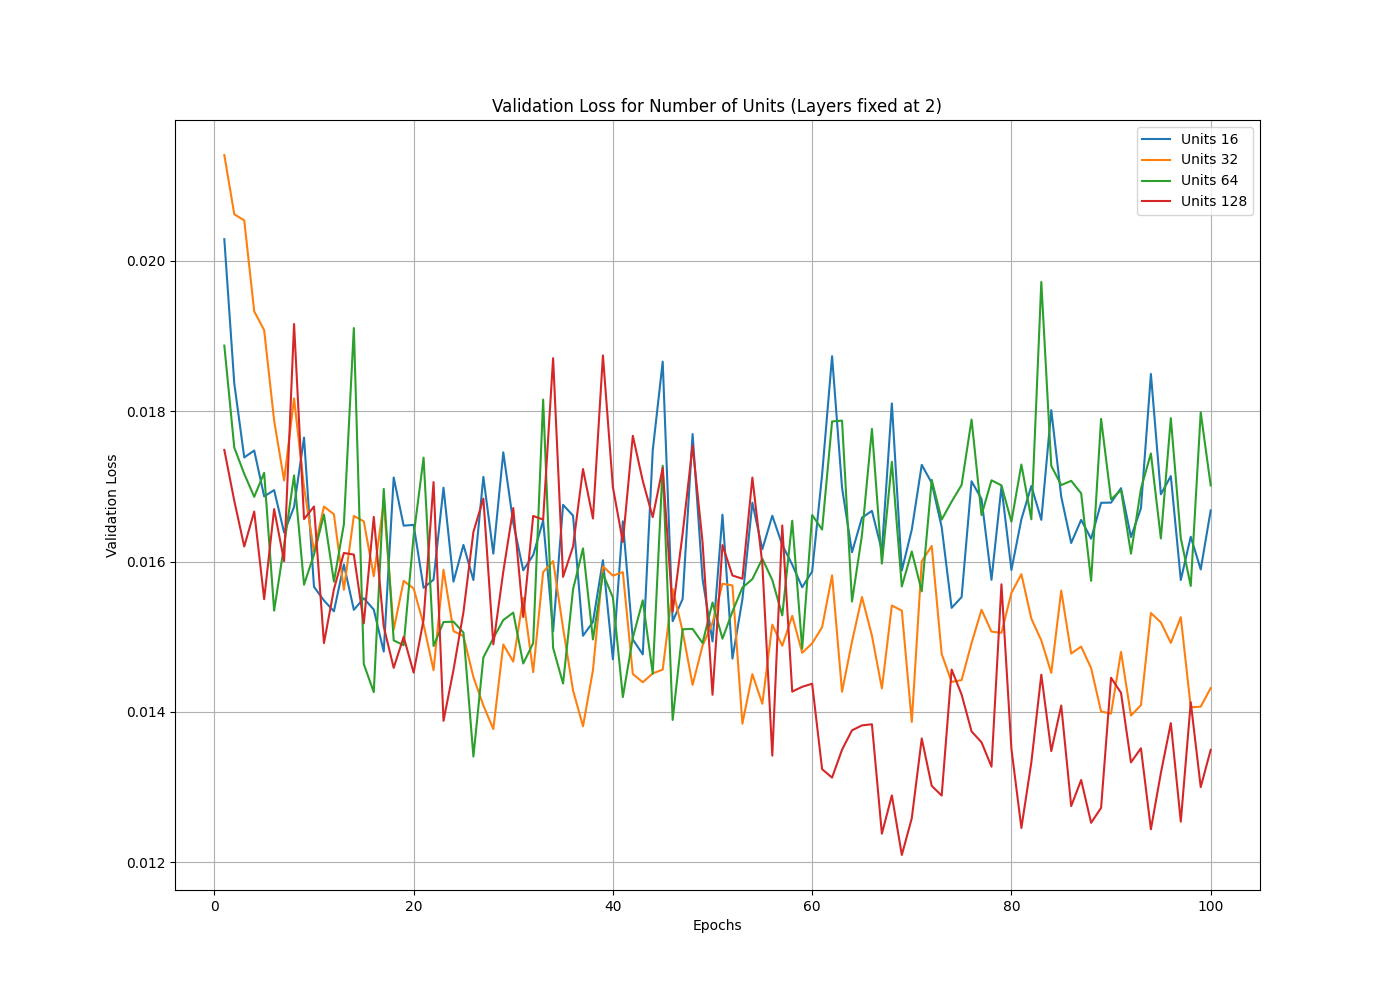 Validation Loss for Number of Units (Layers fixed at 2)
Units 16
Units 32
Units 64
Units 128
0.020
0.018
0.016
0.014
0.012
Validation Loss
0
20
40
60
80
100
Epochs